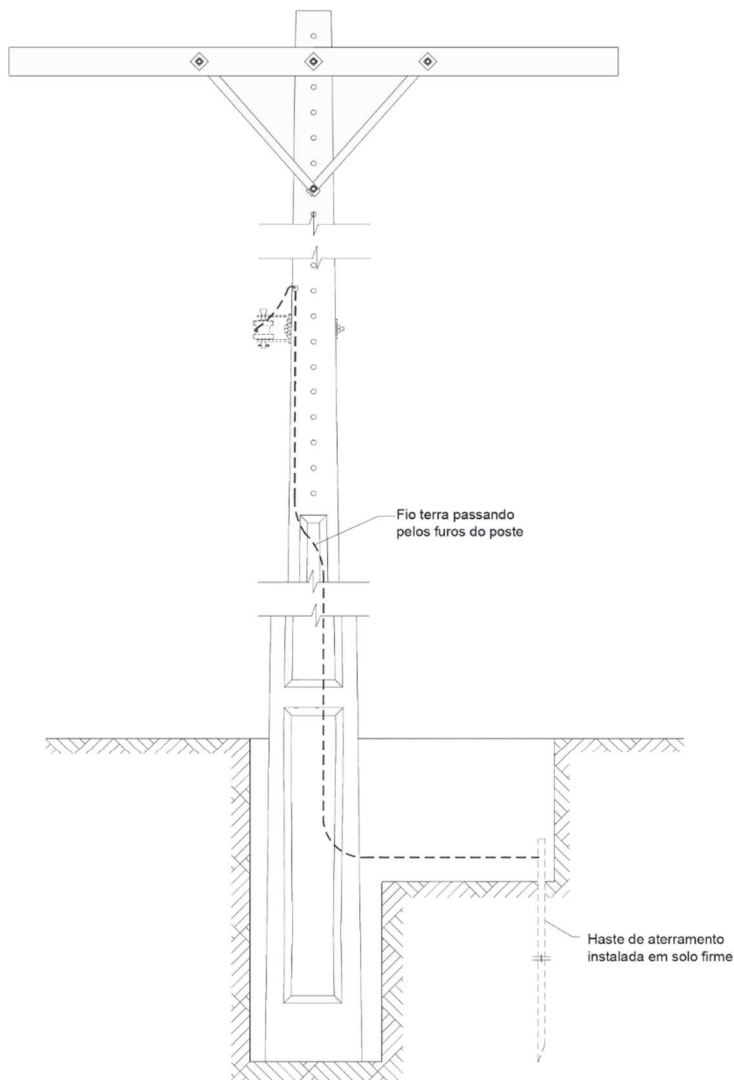 Fio terra passando
pelos furos do poste
Haste de aterramento
instalada em solo firme